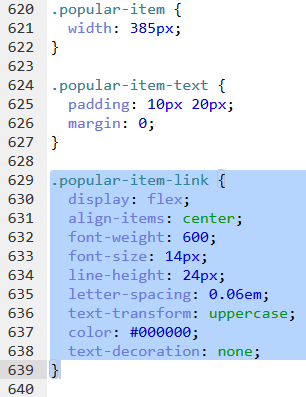 620 .popular-item {
621   width: 385px;
622 }
623
624 .popular-item-text {
625   padding: 10px 20px;
626   margin: 0;
627 }
628
629 .popular-item-link {
630   display: flex;
631   align-items: center;
632   font-weight: 600;
633   font-size: 14px;
634   line-height: 24px;
635   letter-spacing: 0.06em;
636   text-transform: uppercase;
637   color: #000000;
638   text-decoration: none;
639 }
640